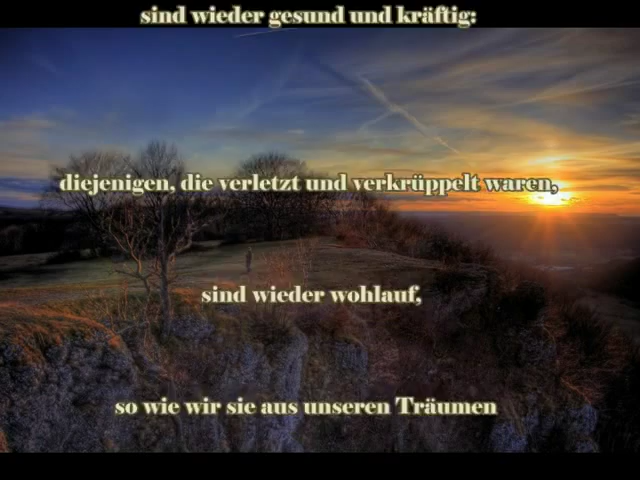 sind wieder gesund und kräftig:
diejenigen, die verletzt und verkrüppelt waren,
sind wieder wohlauf,
so wie wir sie aus unseren Träumen